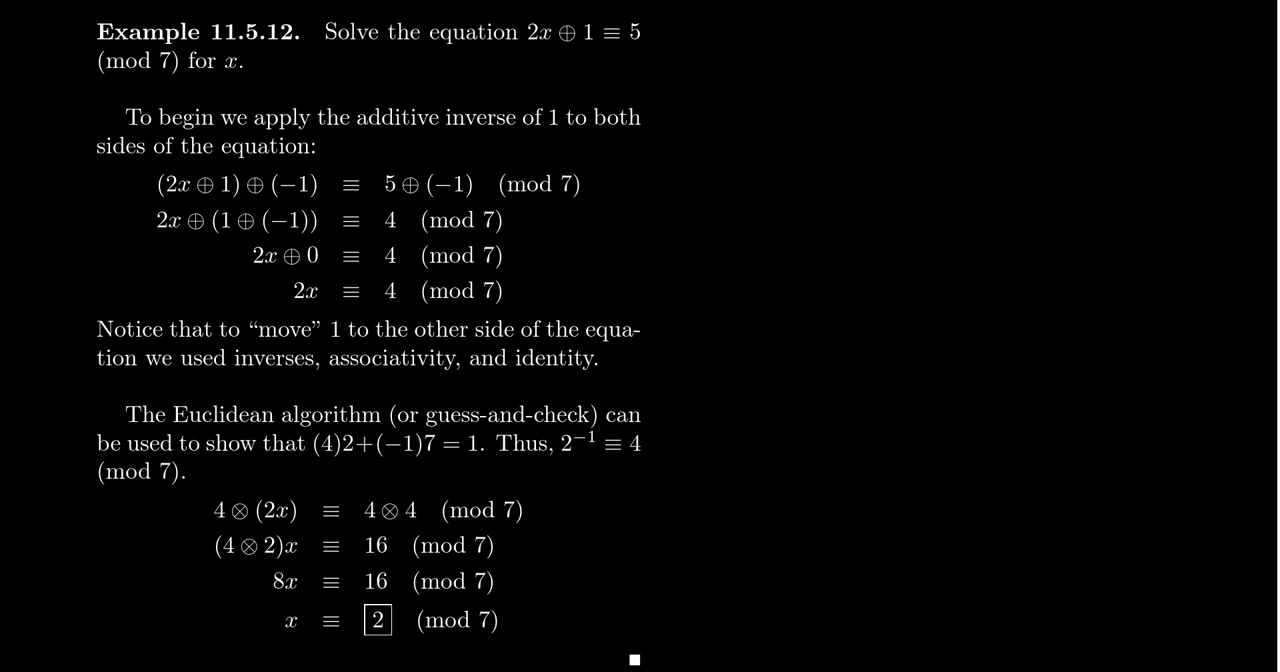 Example 11.5.12. Solve the equation 2x ⊕ 1 ≡ 5
(mod 7) for x.
To begin we apply the additive inverse of 1 to both
sides of the equation:
(2x ⊕ 1) ⊕ (−1) ≡ 5 ⊕ (−1) (mod 7)
2x ⊕ (1 ⊕ (−1)) ≡ 4 (mod 7)
2x ⊕ 0 ≡ 4 (mod 7)
2x ≡ 4 (mod 7)
Notice that to “move” 1 to the other side of the equa-
tion we used inverses, associativity, and identity.
The Euclidean algorithm (or guess-and-check) can
be used to show that (4)2+(−1)7 = 1. Thus, 2⁻¹ ≡ 4
(mod 7).
4 ⊗ (2x) ≡ 4 ⊗ 4 (mod 7)
(4 ⊗ 2)x ≡ 16 (mod 7)
8x ≡ 16 (mod 7)
x ≡ 2 (mod 7)